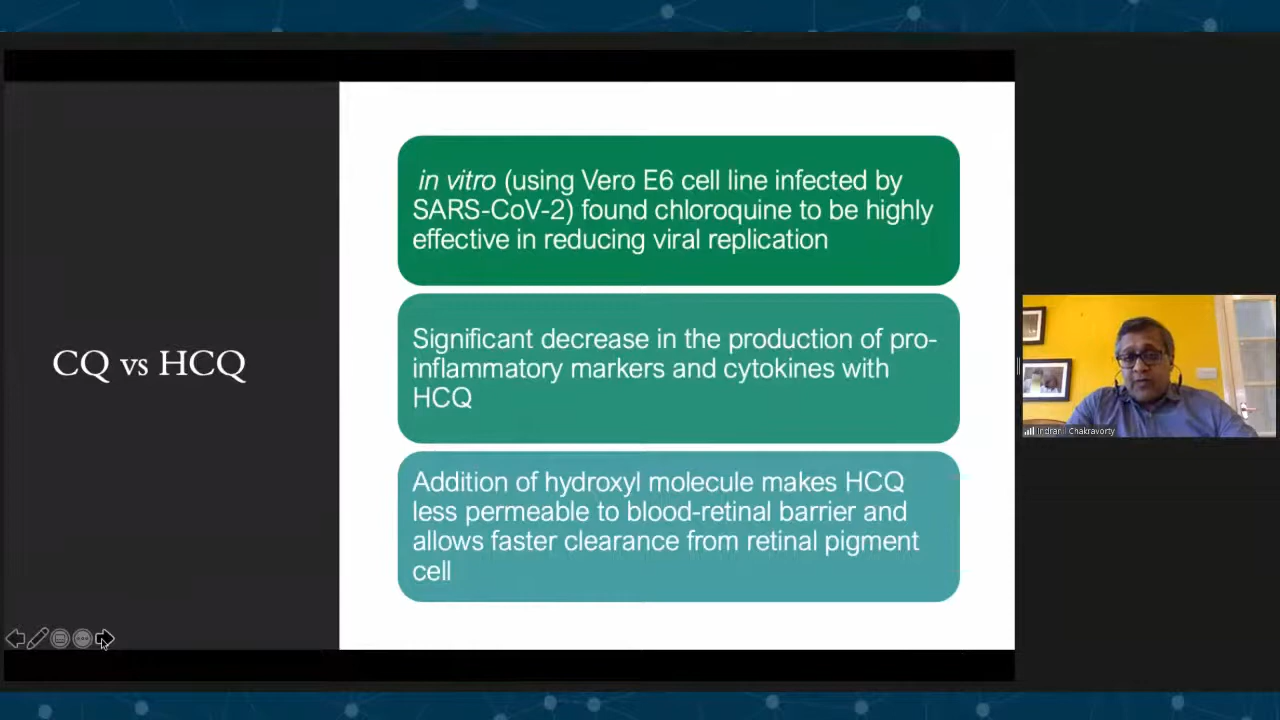 CQ vs HCQ
in vitro (using Vero E6 cell line infected by
SARS-CoV-2) found chloroquine to be highly
effective in reducing viral replication
Significant decrease in the production of pro-
inflammatory markers and cytokines with
HCQ
Addition of hydroxyl molecule makes HCQ
less permeable to blood-retinal barrier and
allows faster clearance from retinal pigment
cell
Indranil Chakravorty